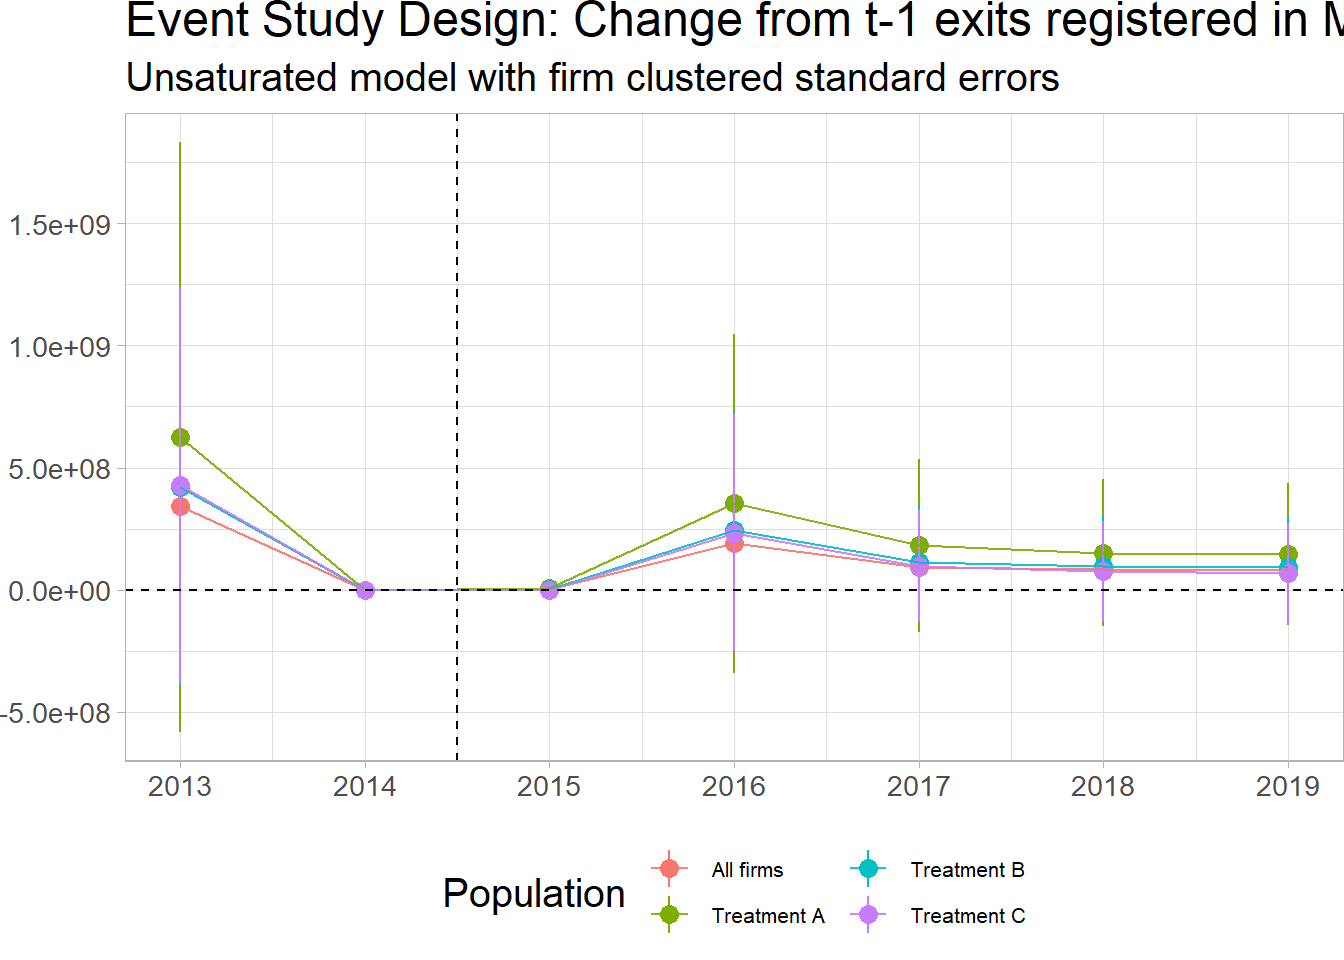 Event Study Design: Change from t-1 exits registered in M
Unsaturated model with firm clustered standard errors
1.5e+09
1.0e+09
5.0e+08
0.0e+00
-5.0e+08
2013 2014 2015 2016 2017 2018 2019
Population
All firms
Treatment A
Treatment B
Treatment C